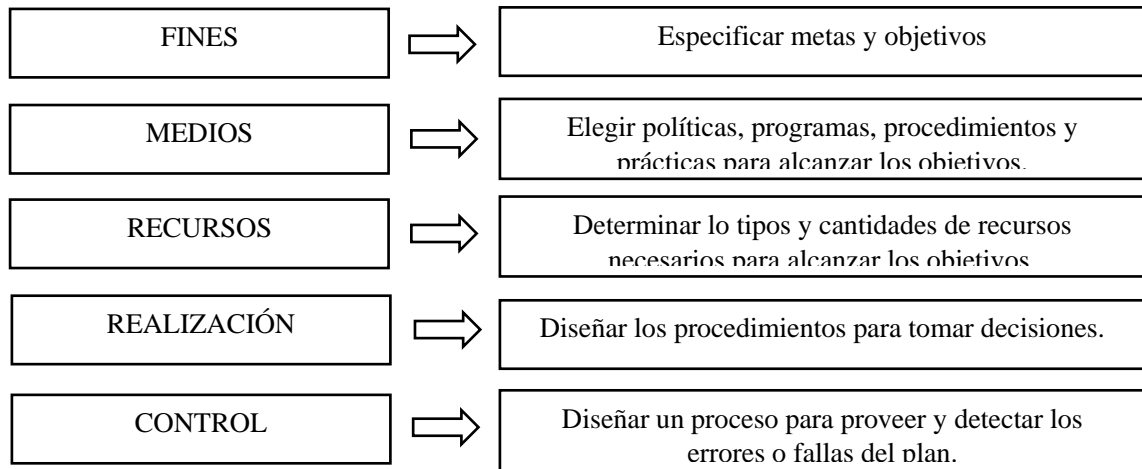 FINES
Especificar metas y objetivos
MEDIOS
Elegir políticas, programas, procedimientos y
prácticas para alcanzar los objetivos.
RECURSOS
Determinar lo tipos y cantidades de recursos
necesarios para alcanzar los objetivos
REALIZACIÓN
Diseñar los procedimientos para tomar decisiones.
CONTROL
Diseñar un proceso para proveer y detectar los
errores o fallas del plan.